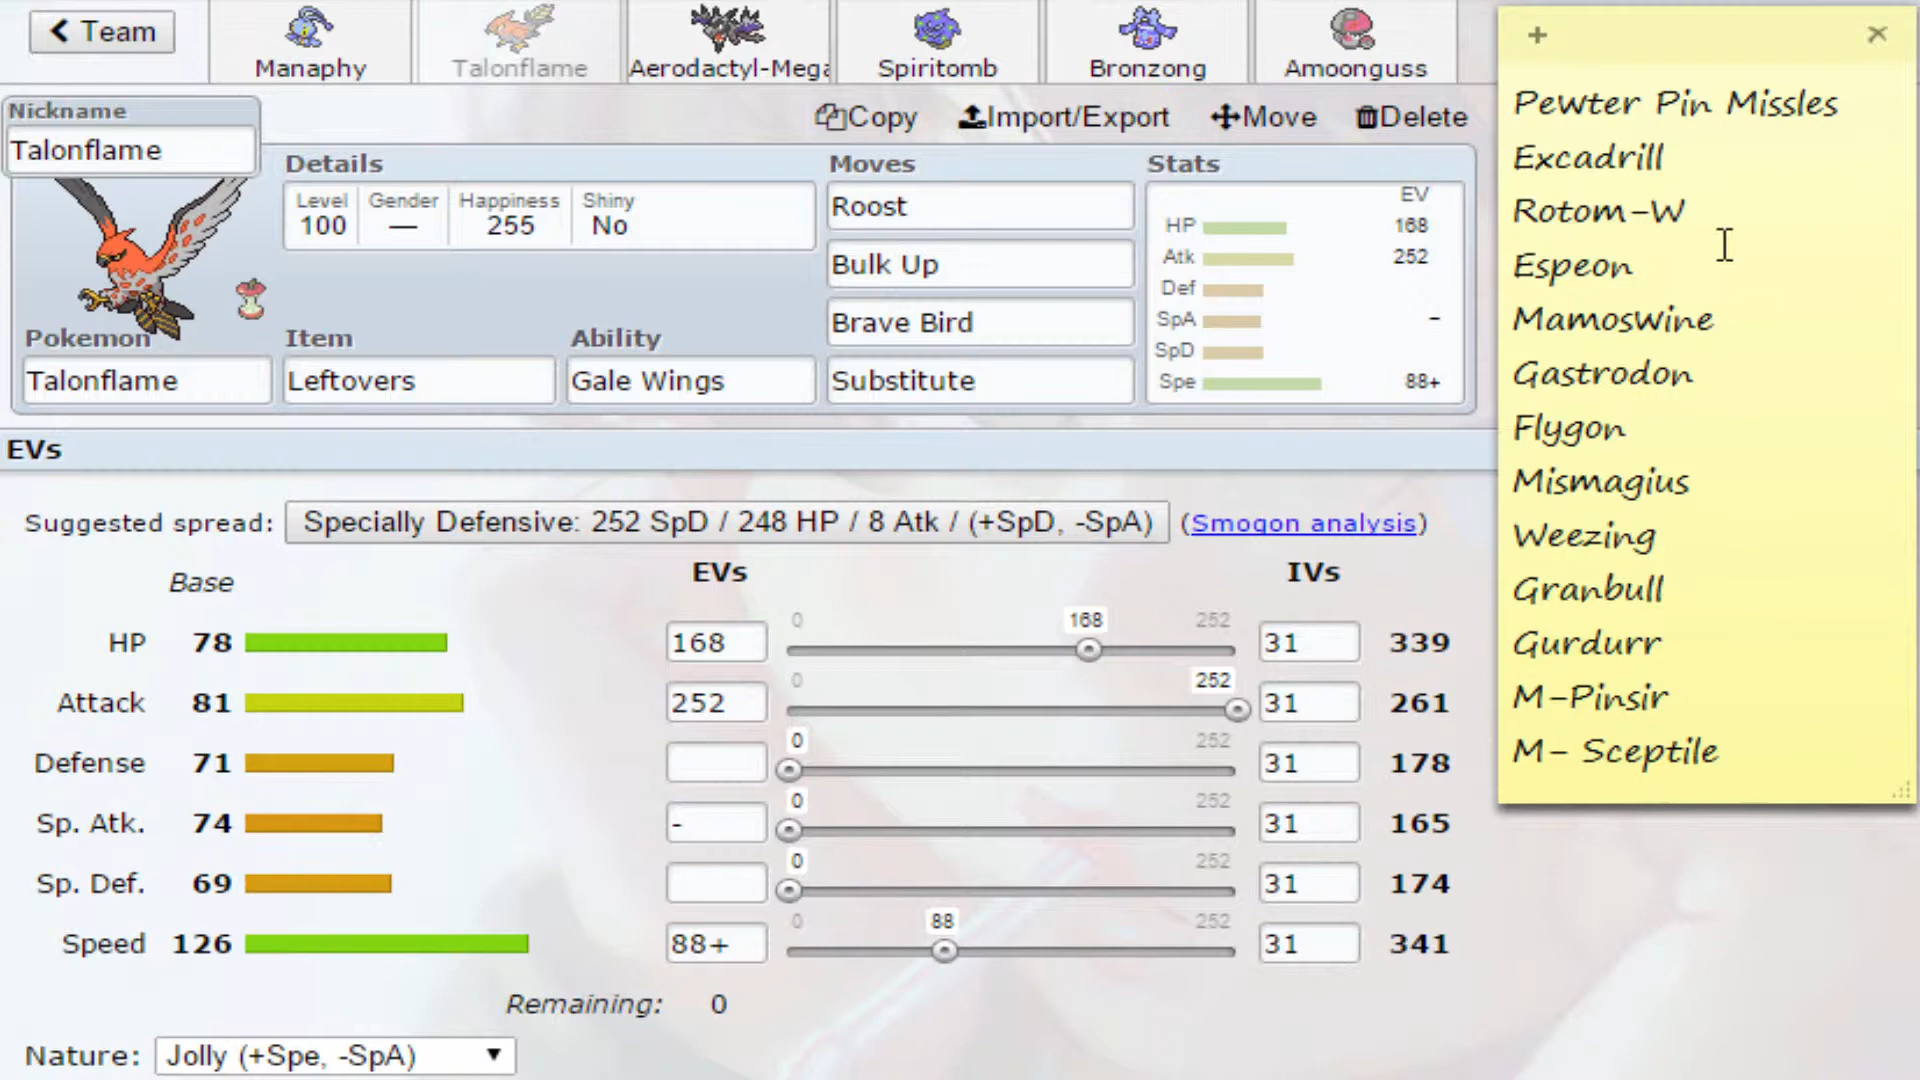 Team
Manaphy
Talonflame
Aerodactyl-Mega
Spiritomb
Bronzong
Amoonguss
Nickname
Talonflame
Copy Import/Export Move Delete
Details
Level Gender Happiness Shiny
100 — 255 No
Pokemon
Talonflame
Item
Leftovers
Ability
Gale Wings
Moves
Roost
Bulk Up
Brave Bird
Substitute
Stats
EV
HP 168
Atk 252
Def
SpA -
SpD
Spe 88+
EVs
Suggested spread: Specially Defensive: 252 SpD / 248 HP / 8 Atk / (+SpD, -SpA) (Smogon analysis)
Base EVs IVs
0 168 252
HP 78 168 31 339
0 252
Attack 81 252 31 261
0 252
Defense 71 31 178
0 252
Sp. Atk. 74 - 31 165
0 252
Sp. Def. 69 31 174
0 88 252
Speed 126 88+ 31 341
Remaining: 0
Nature: Jolly (+Spe, -SpA)
Pewter Pin Missles
Excadrill
Rotom-W
Espeon
Mamoswine
Gastrodon
Flygon
Mismagius
Weezing
Granbull
Gurdurr
M-Pinsir
M- Sceptile